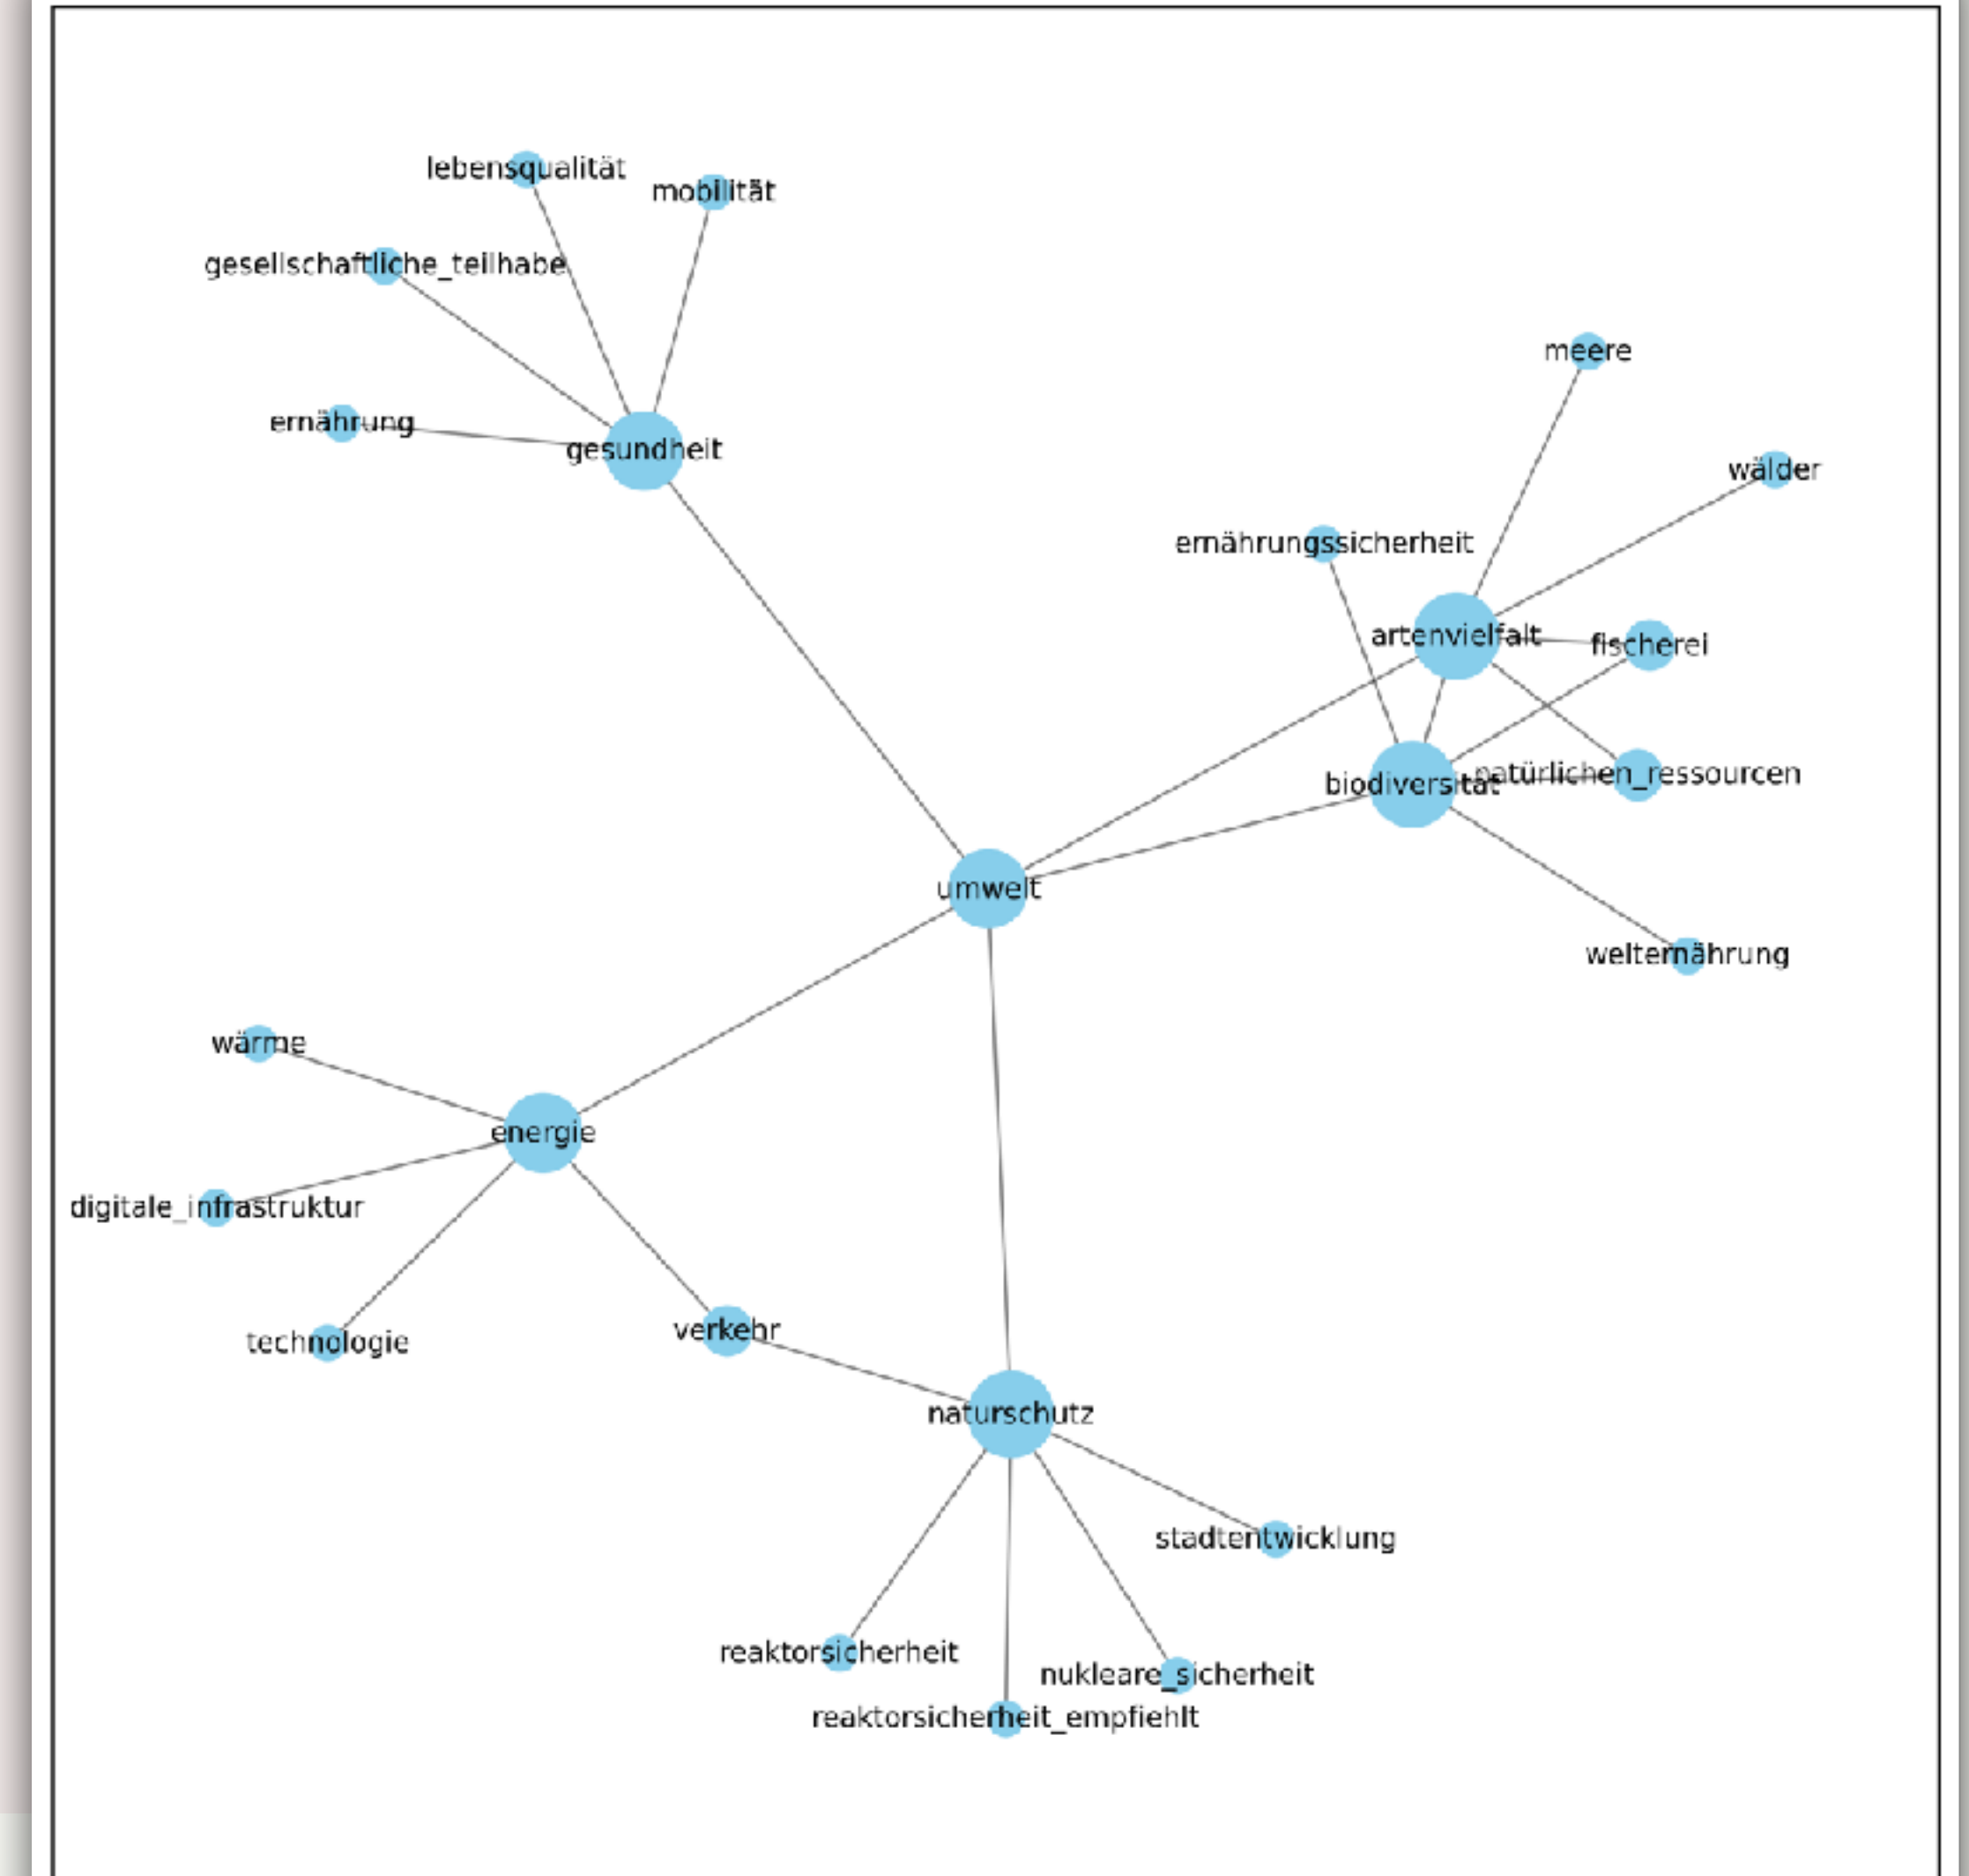 lebensqualität
mobilität
gesellschaftliche_teilhabe
meere
ernährung
gesundheit
wälder
ernährungssicherheit
artenvielfalt
fischerei
natürlichen_ressourcen
biodiversität
umwelt
welternährung
wärme
energie
digitale_infrastruktur
verkehr
technologie
naturschutz
stadtentwicklung
reaktorsicherheit
nukleare_sicherheit
reaktorsicherheit_empfiehlt